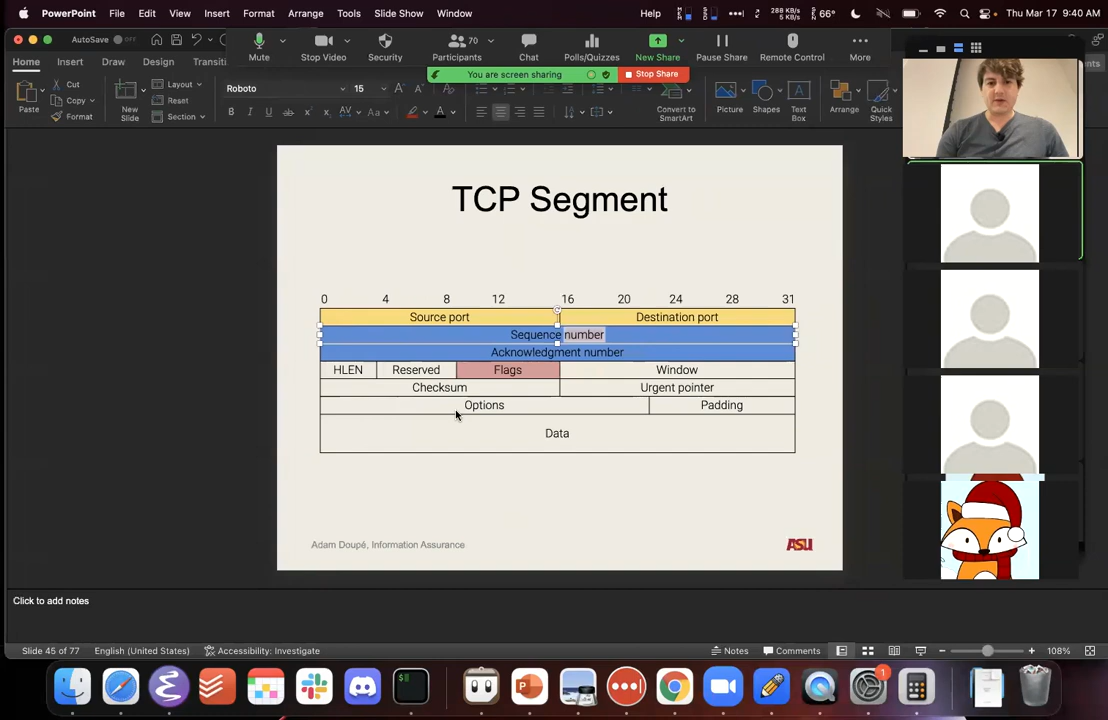 PowerPoint File Edit View Insert Format Arrange Tools Slide Show Window Help 288 KB/s 5 KB/s 66° Thu Mar 17 9:40 AM
AutoSave
Mute Stop Video Security 70 Participants Chat Polls/Quizzes New Share Pause Share Remote Control More
You are screen sharing Stop Share
Home Insert Draw Design Transiti
Paste Cut Copy Format New Slide Layout Reset Section Roboto 15 Convert to SmartArt Picture Shapes Text Box Arrange Quick Styles
TCP Segment
0 4 8 12 16 20 24 28 31
Source port Destination port
Sequence number
Acknowledgment number
HLEN Reserved Flags Window
Checksum Urgent pointer
Options Padding
Data
Adam Doupé, Information Assurance ASU
Click to add notes
Slide 45 of 77 English (United States) Accessibility: Investigate Notes Comments 108%